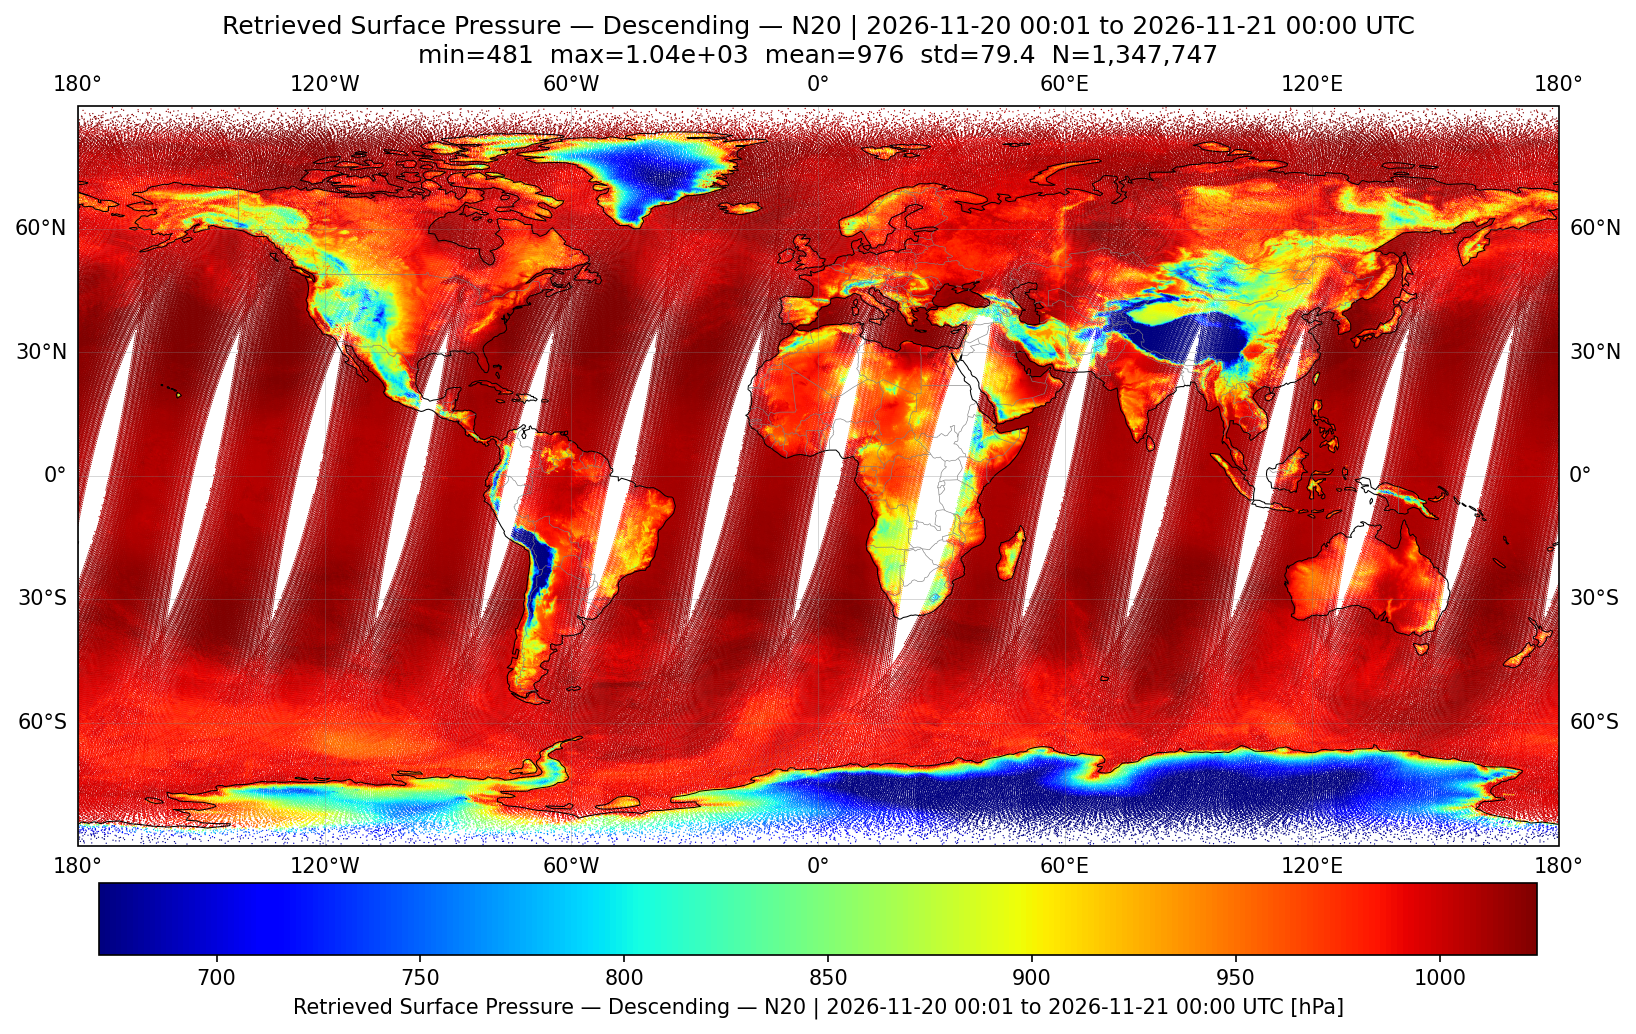 Retrieved Surface Pressure — Descending — N20 | 2026-11-20 00:01 to 2026-11-21 00:00 UTC
min=481  max=1.04e+03  mean=976  std=79.4  N=1,347,747
180° 120°W 60°W 0° 60°E 120°E 180°
60°N 60°N
30°N 30°N
0° 0°
30°S 30°S
60°S 60°S
180° 120°W 60°W 0° 60°E 120°E 180°
700 750 800 850 900 950 1000
Retrieved Surface Pressure — Descending — N20 | 2026-11-20 00:01 to 2026-11-21 00:00 UTC [hPa]